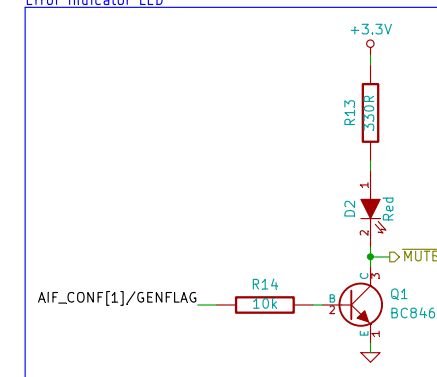 Error Indicator LED
+3.3V
R13
330R
1
D2
Red
2
MUTE
C
3
R14
10k
AIF_CONF[1]/GENFLAG
B
2
Q1
BC846
E
1